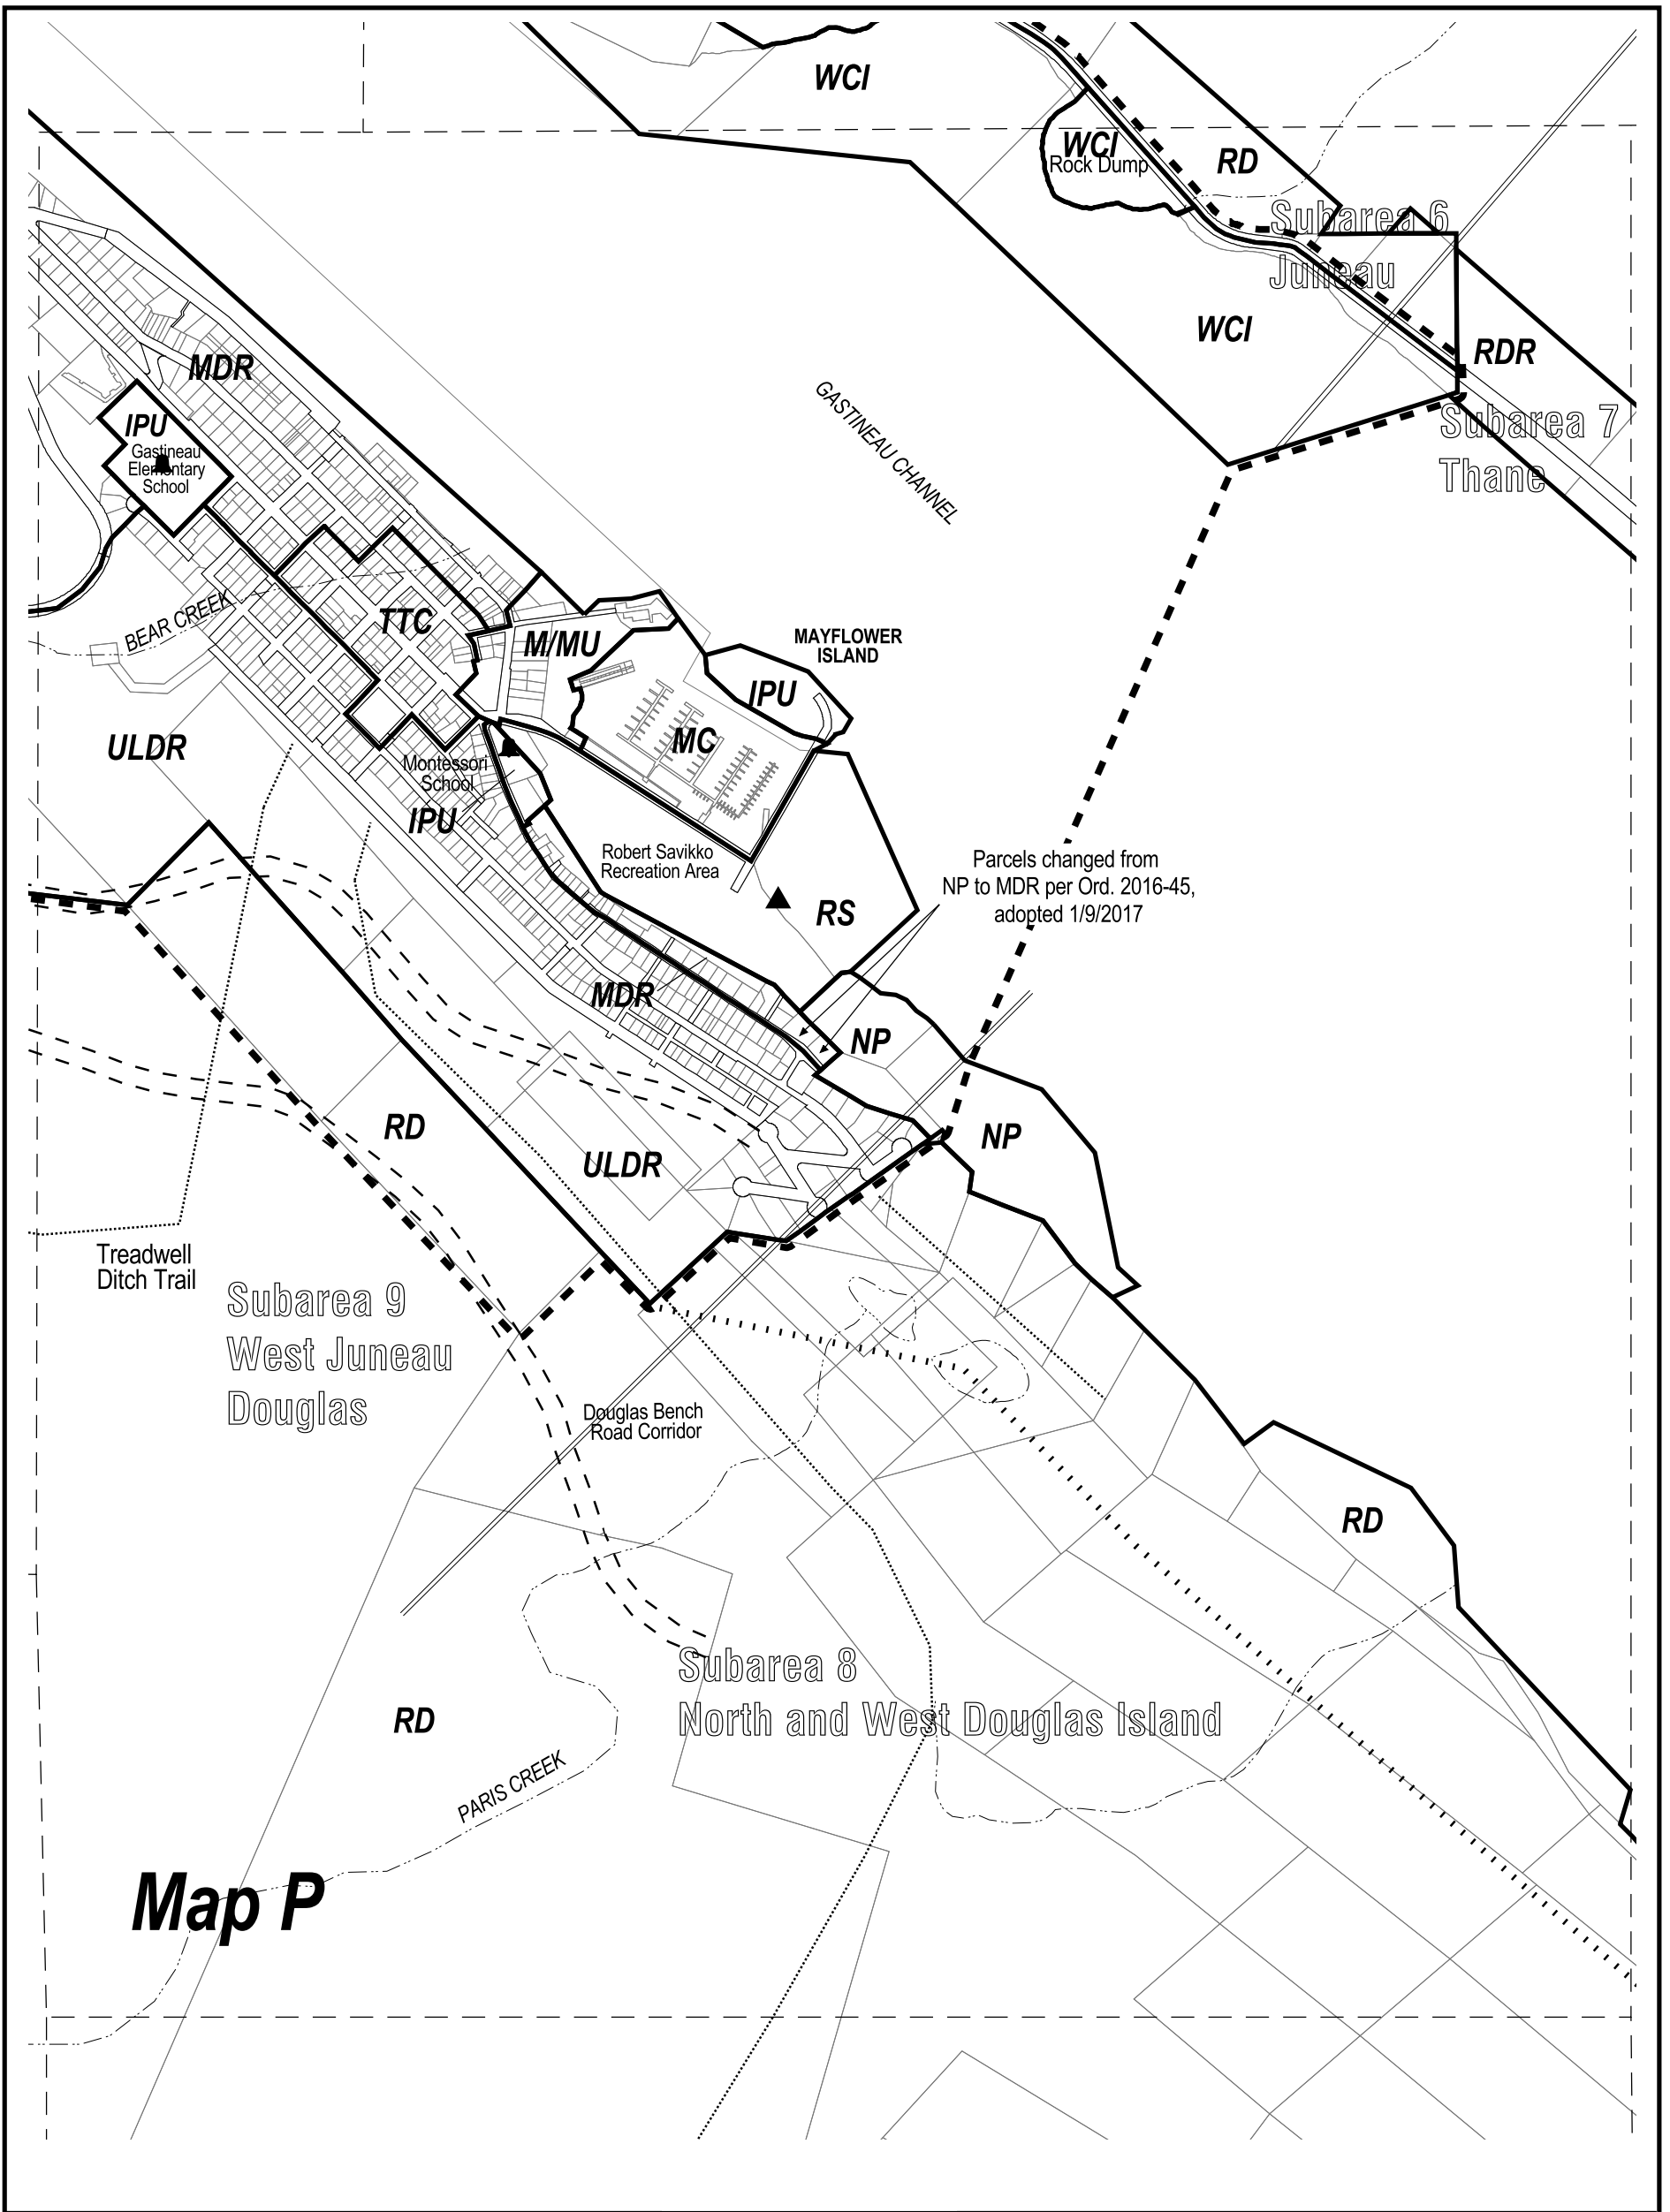 WCI
WCI
Rock Dump
RD
Subarea 6
Juneau
WCI
RDR
Subarea 7
Thane
MDR
IPU
Gastineau
Elementary
School
GASTINEAU CHANNEL
BEAR CREEK
TTC
M/MU
MAYFLOWER
ISLAND
IPU
MC
ULDR
Montessori
School
IPU
Robert Savikko
Recreation Area
RS
Parcels changed from
NP to MDR per Ord. 2016-45,
adopted 1/9/2017
MDR
NP
NP
RD
ULDR
Treadwell
Ditch Trail
Subarea 9
West Juneau
Douglas
Douglas Bench
Road Corridor
RD
Subarea 8
North and West Douglas Island
RD
PARIS CREEK
Map P